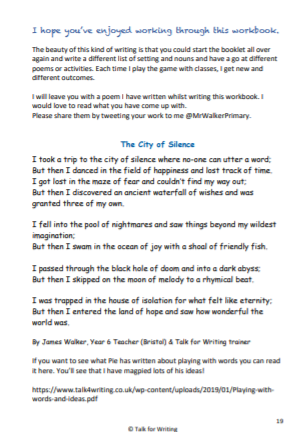 I hope you've enjoyed working through this workbook.
The beauty of this kind of writing is that you could start the booklet all over
again and write a different list of setting and nouns and have a go at different
poems or activities. Each time I play the game with classes, I get new and
different outcomes.
I will leave you with a poem I have written whilst writing this workbook. I
would love to read what you have come up with.
Please share them by tweeting your work to me @MrWalkerPrimary.
The City of Silence
I took a trip to the city of silence where no-one can utter a word;
But then I danced in the field of happiness and lost track of time.
I got lost in the maze of fear and couldn't find my way out;
But then I discovered an ancient waterfall of wishes and was
granted three of my own.
I fell into the pool of nightmares and saw things beyond my wildest
imagination;
But then I swam in the ocean of joy with a shoal of friendly fish.
I passed through the black hole of doom and into a dark abyss;
But then I skipped on the moon of melody to a rhymical beat.
I was trapped in the house of isolation for what felt like eternity;
But then I entered the land of hope and saw how wonderful the
world was.
By James Walker, Year 6 Teacher (Bristol) & Talk for Writing trainer
If you want to see what Pie has written about playing with words you can read
it here. You'll see that I have magpied lots of his ideas!
https://www.talk4writing.co.uk/wp-content/uploads/2019/01/Playing-with-
words-and-ideas.pdf
19
© Talk for Writing